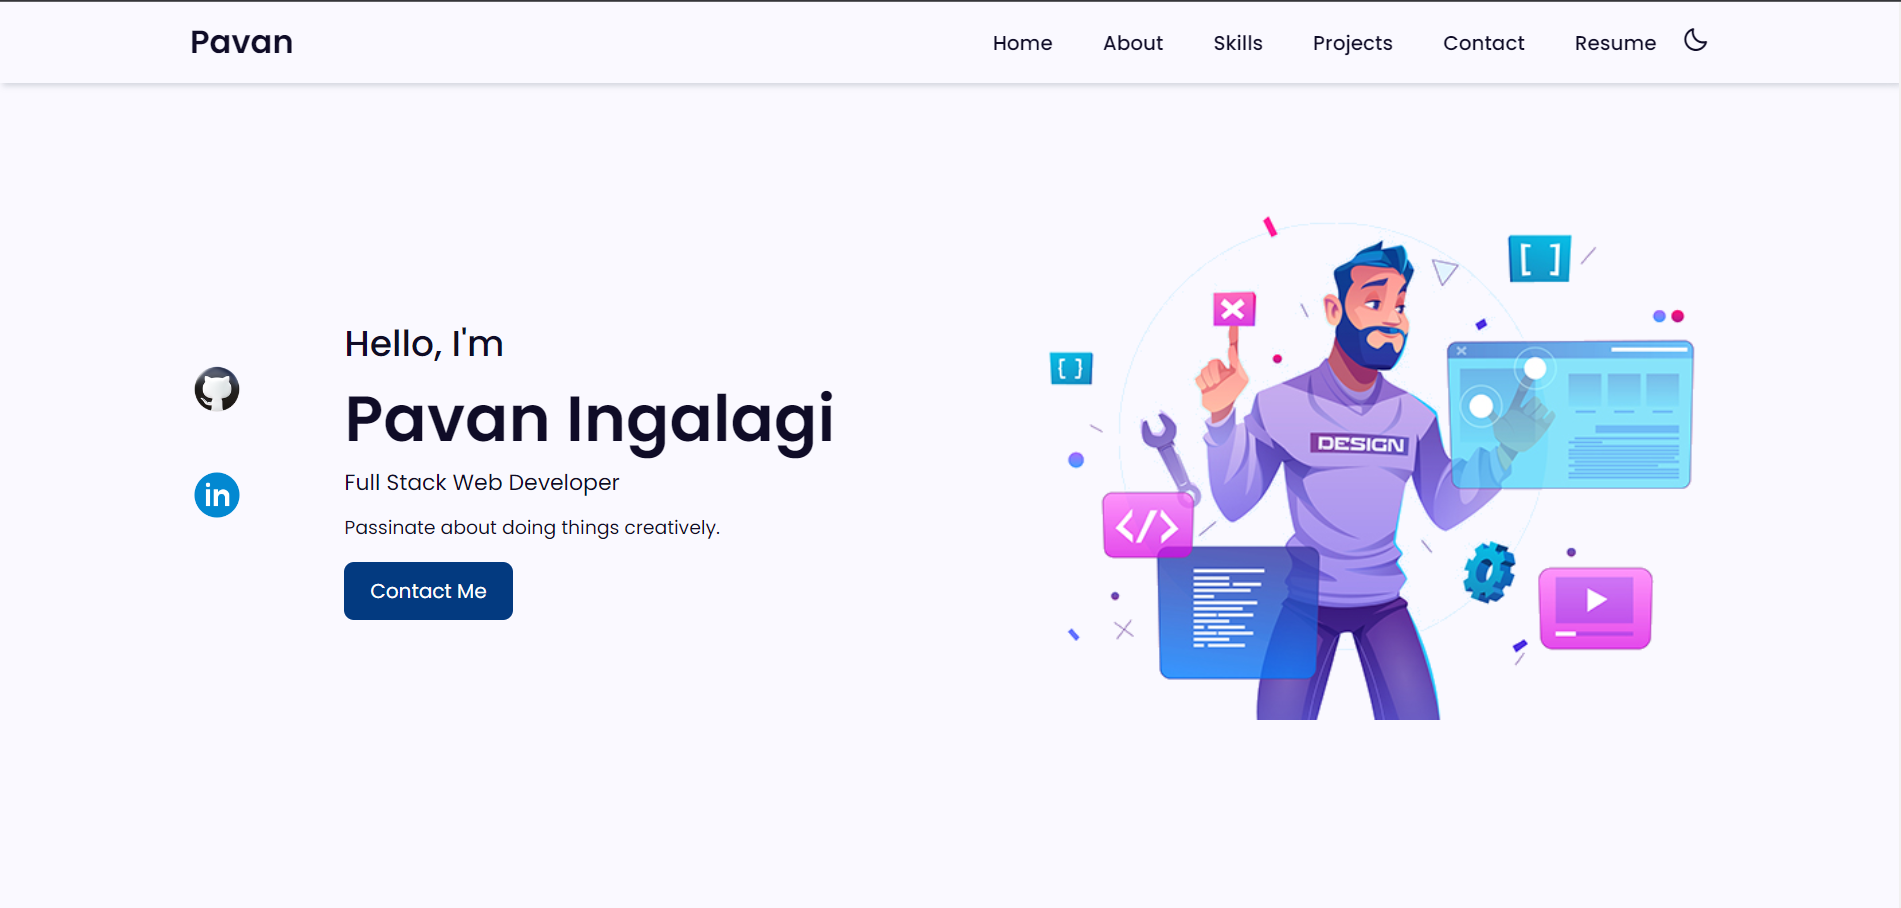 Pavan
Home About Skills Projects Contact Resume
Hello, I'm
Pavan Ingalagi
Full Stack Web Developer
Passinate about doing things creatively.
Contact Me
in
[ ]
{ }
DESIGN
</>